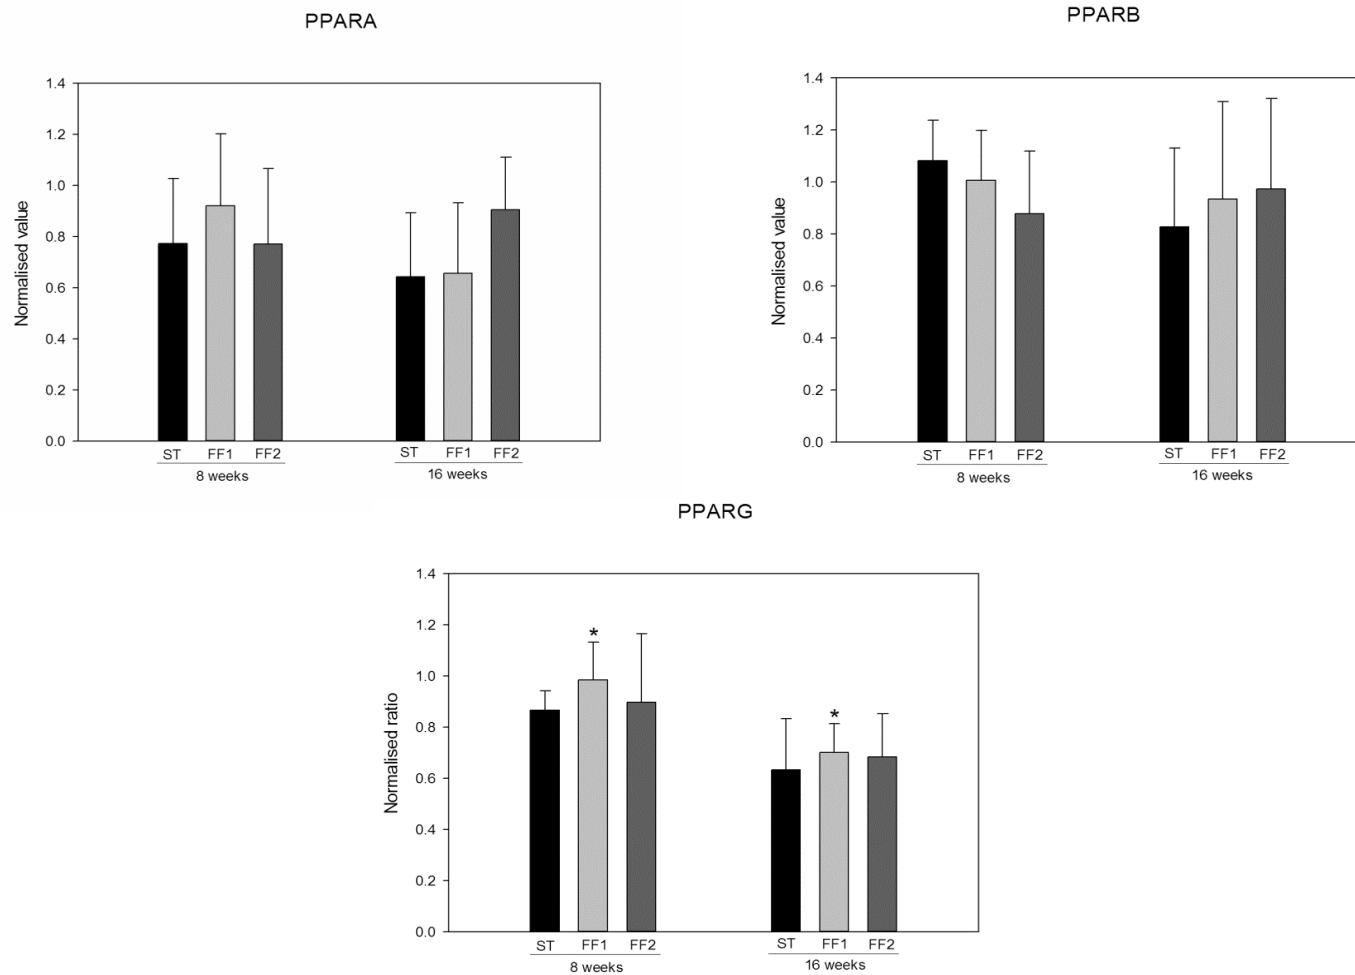 PPARA
Normalised value
1.4
1.2
1.0
0.8
0.6
0.4
0.2
0.0
ST FF1 FF2 ST FF1 FF2
8 weeks 16 weeks
PPARB
Normalised value
1.4
1.2
1.0
0.8
0.6
0.4
0.2
0.0
ST FF1 FF2 ST FF1 FF2
8 weeks 16 weeks
PPARG
Normalised ratio
1.4
1.2
1.0
0.8
0.6
0.4
0.2
0.0
* *
ST FF1 FF2 ST FF1 FF2
8 weeks 16 weeks